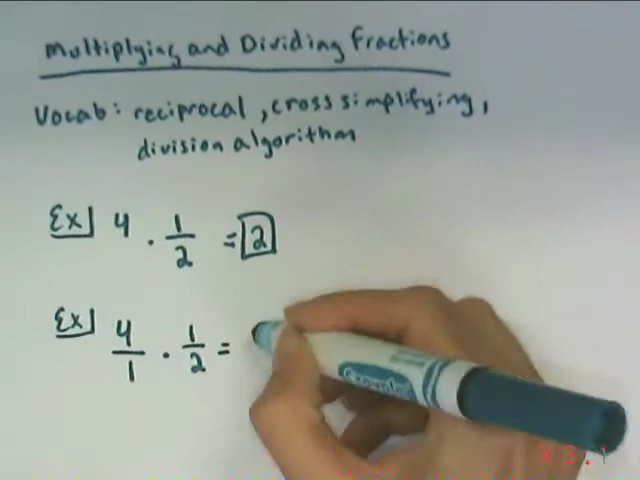 Multiplying and Dividing Fractions
Vocab: reciprocal, cross simplifying,
division algorithm
Ex] 4 · 1/2 = 2
Ex] 4/1 · 1/2 =
Crayola